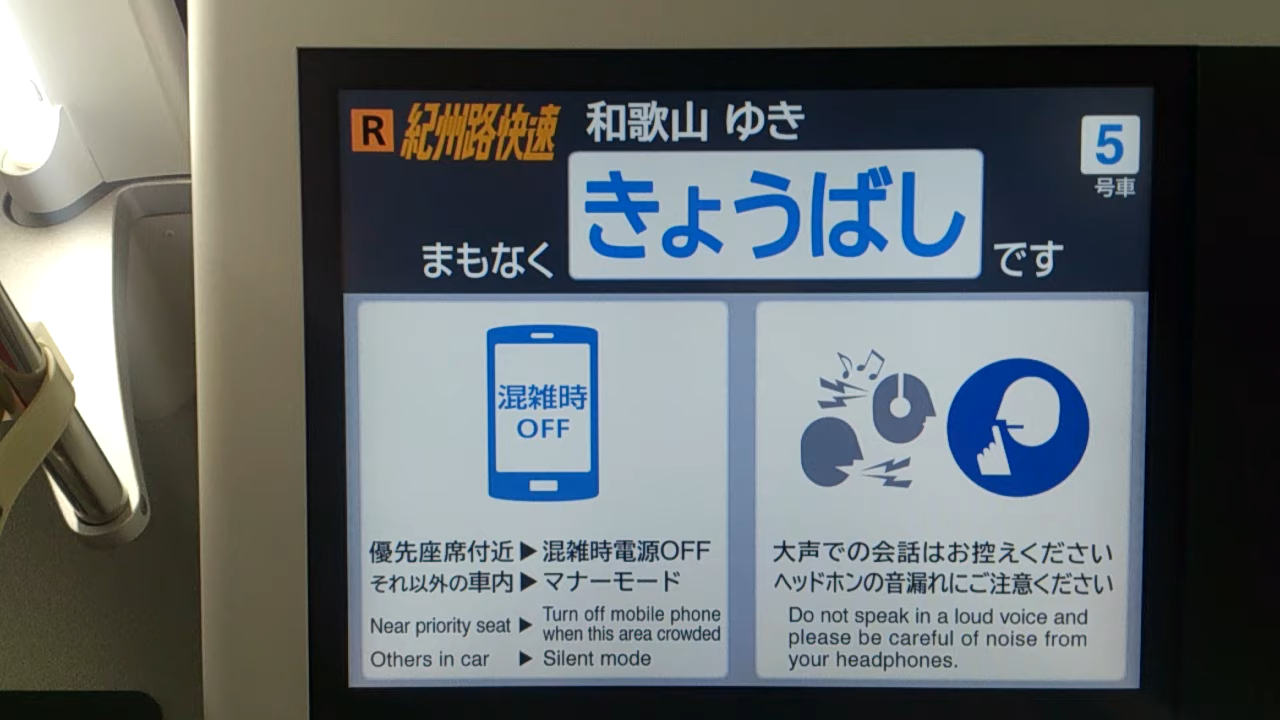 R 紀州路快速 和歌山 ゆき
5
号車
まもなく きょうばし です
混雑時
OFF
優先座席付近▶混雑時電源OFF
それ以外の車内▶マナーモード
Near priority seat ▶ Turn off mobile phone
when this area crowded
Others in car ▶ Silent mode
大声での会話はお控えください
ヘッドホンの音漏れにご注意ください
Do not speak in a loud voice and
please be careful of noise from
your headphones.